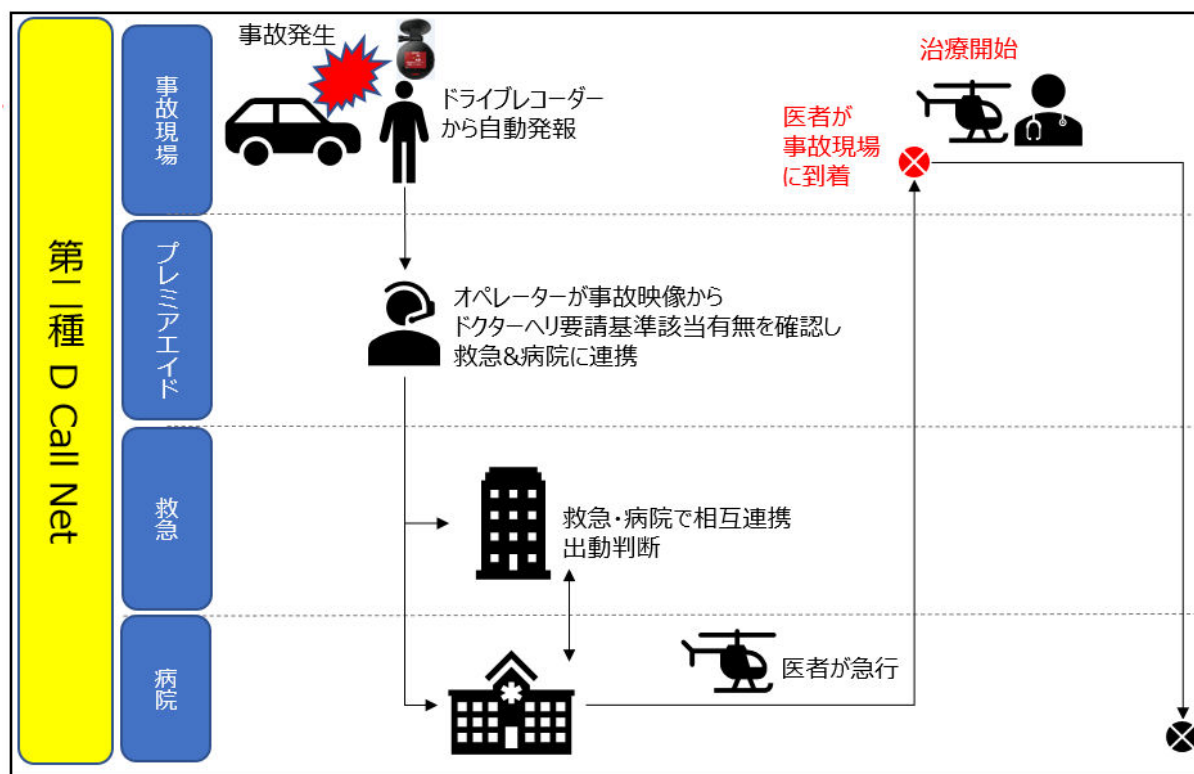 第二種 D Call Net
事故現場
プレミアエイド
救急
病院
事故発生
ドライブレコーダー
から自動発報
治療開始
医者が
事故現場
に到着
オペレーターが事故映像から
ドクターヘリ要請基準該当有無を確認し
救急&病院に連携
救急・病院で相互連携
出動判断
医者が急行